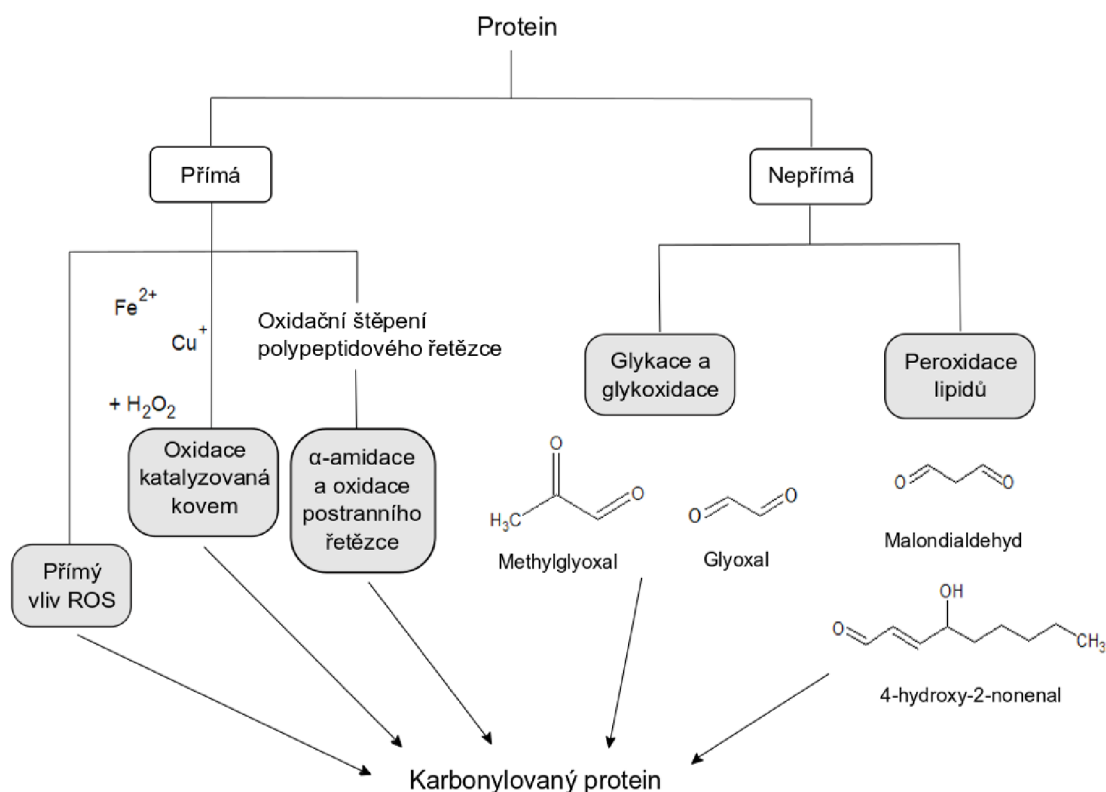 Protein
Přímá
Nepřímá
Fe2+
Cu+
+ H2O2
Oxidační štěpení
polypeptidového řetězce
Glykace a
glykoxidace
Peroxidace
lipidů
Oxidace
katalyzovaná
kovem
α-amidace
a oxidace
postranního
řetězce
Přímý
vliv ROS
O
O
H3C
Methylglyoxal
O
O
Glyoxal
O
O
Malondialdehyd
OH
O
CH3
4-hydroxy-2-nonenal
Karbonylovaný protein